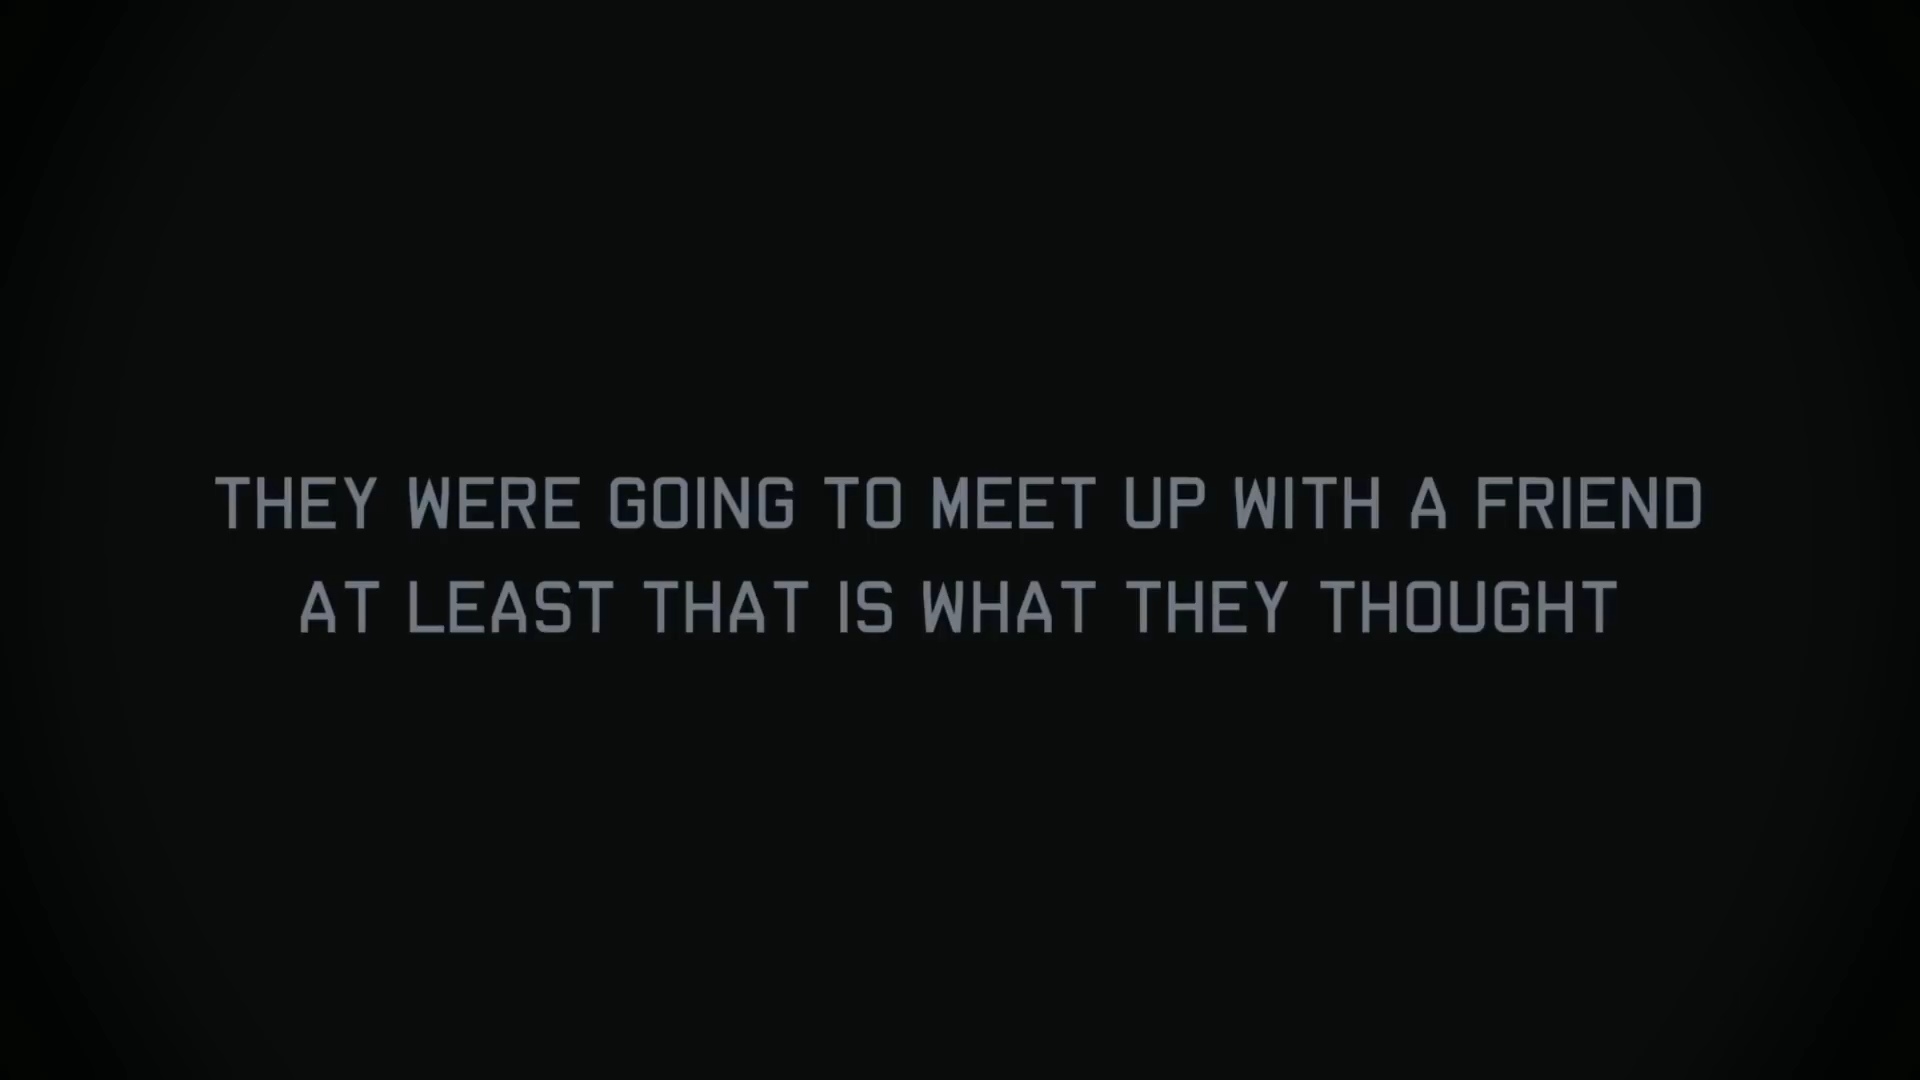 THEY WERE GOING TO MEET UP WITH A FRIEND
AT LEAST THAT IS WHAT THEY THOUGHT